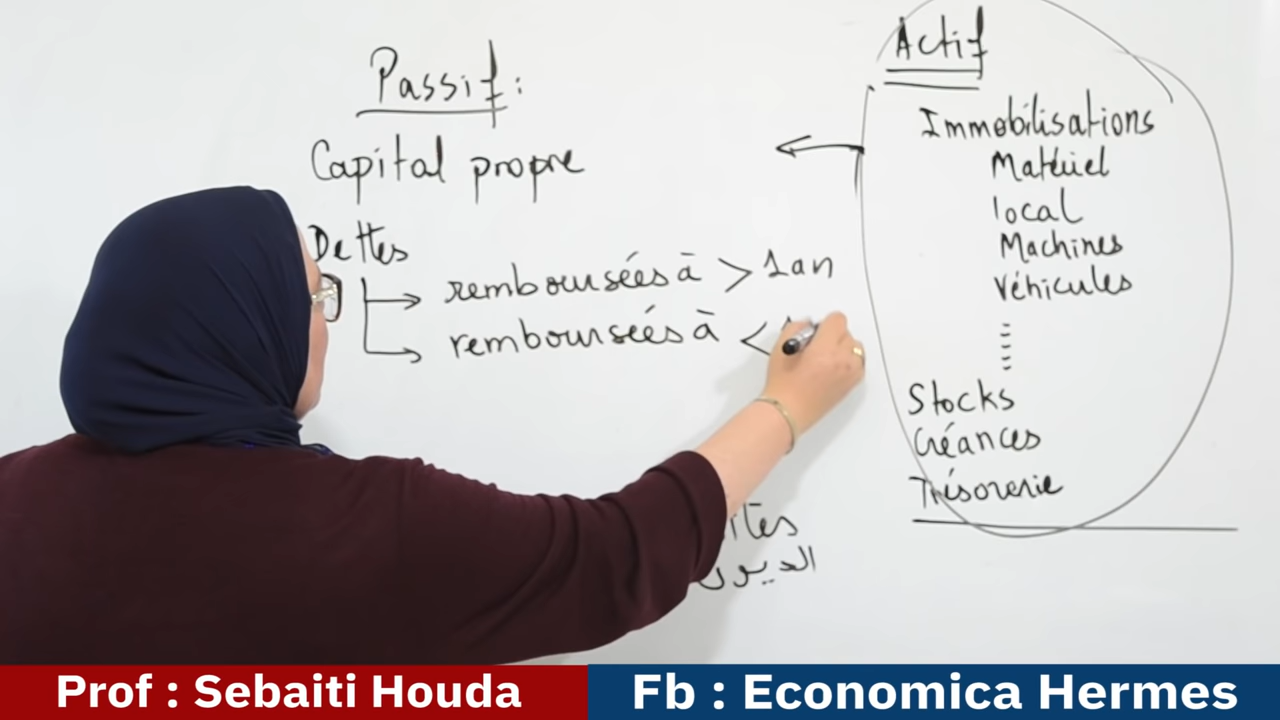 Passif :
Capital propre
Dettes
remboursées à > 1an
remboursées à <
الديون
Actif
Immobilisations
Matériel
local
Machines
Véhicules
Stocks
Créances
Trésorerie
Prof : Sebaiti Houda
Fb : Economica Hermes